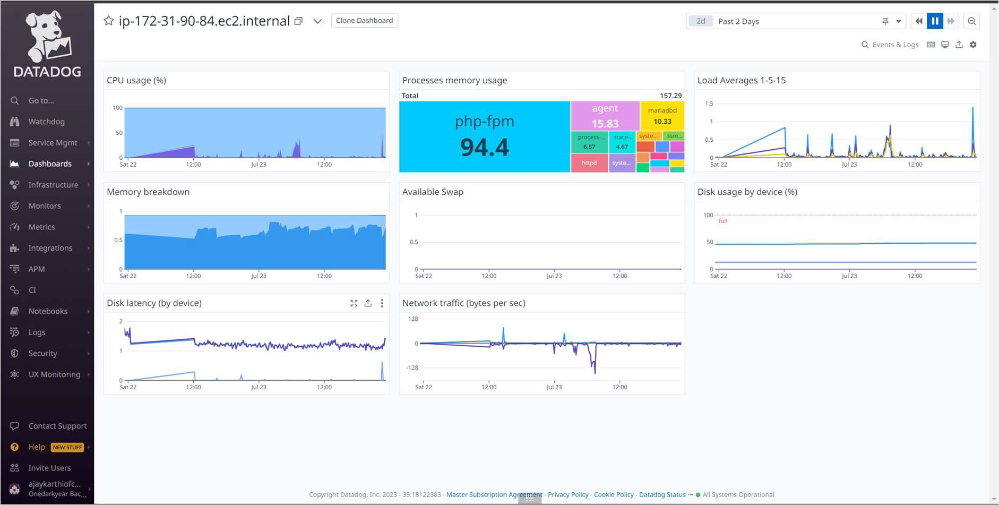 DATADOG
Go to...
Watchdog
Service Mgmt
Dashboards
Infrastructure
Monitors
Metrics
Integrations
APM
CI
Notebooks
Logs
Security
UX Monitoring
Contact Support
Help NEW STUFF
Invite Users
ajaykarthiofc...
Onedarkyear Bac...
ip-172-31-90-84.ec2.internal
Clone Dashboard
2d Past 2 Days
Events & Logs
CPU usage (%)
100
50
0
Sat 22 12:00 Jul 23 12:00
Processes memory usage
Total 157.29
php-fpm
94.4
agent
15.83
mariadbd
10.33
process-...
6.57
trace-..
4.67
syste...
ssm...
httpd
syste...
Load Averages 1-5-15
1.5
1
0.5
0
Sat 22 12:00 Jul 23 12:00
Memory breakdown
1
0.5
0
Sat 22 12:00 Jul 23 12:00
Available Swap
1
0.5
0
Sat 22 12:00 Jul 23 12:00
Disk usage by device (%)
100
full
50
0
Sat 22 12:00 Jul 23 12:00
Disk latency (by device)
2
1
0
Sat 22 12:00 Jul 23 12:00
Network traffic (bytes per sec)
128
0
-128
Sat 22 12:00 Jul 23 12:00
Copyright Datadog, Inc. 2023 - 35.18122383 - Master Subscription Agreement - Privacy Policy - Cookie Policy - Datadog Status → All Systems Operational